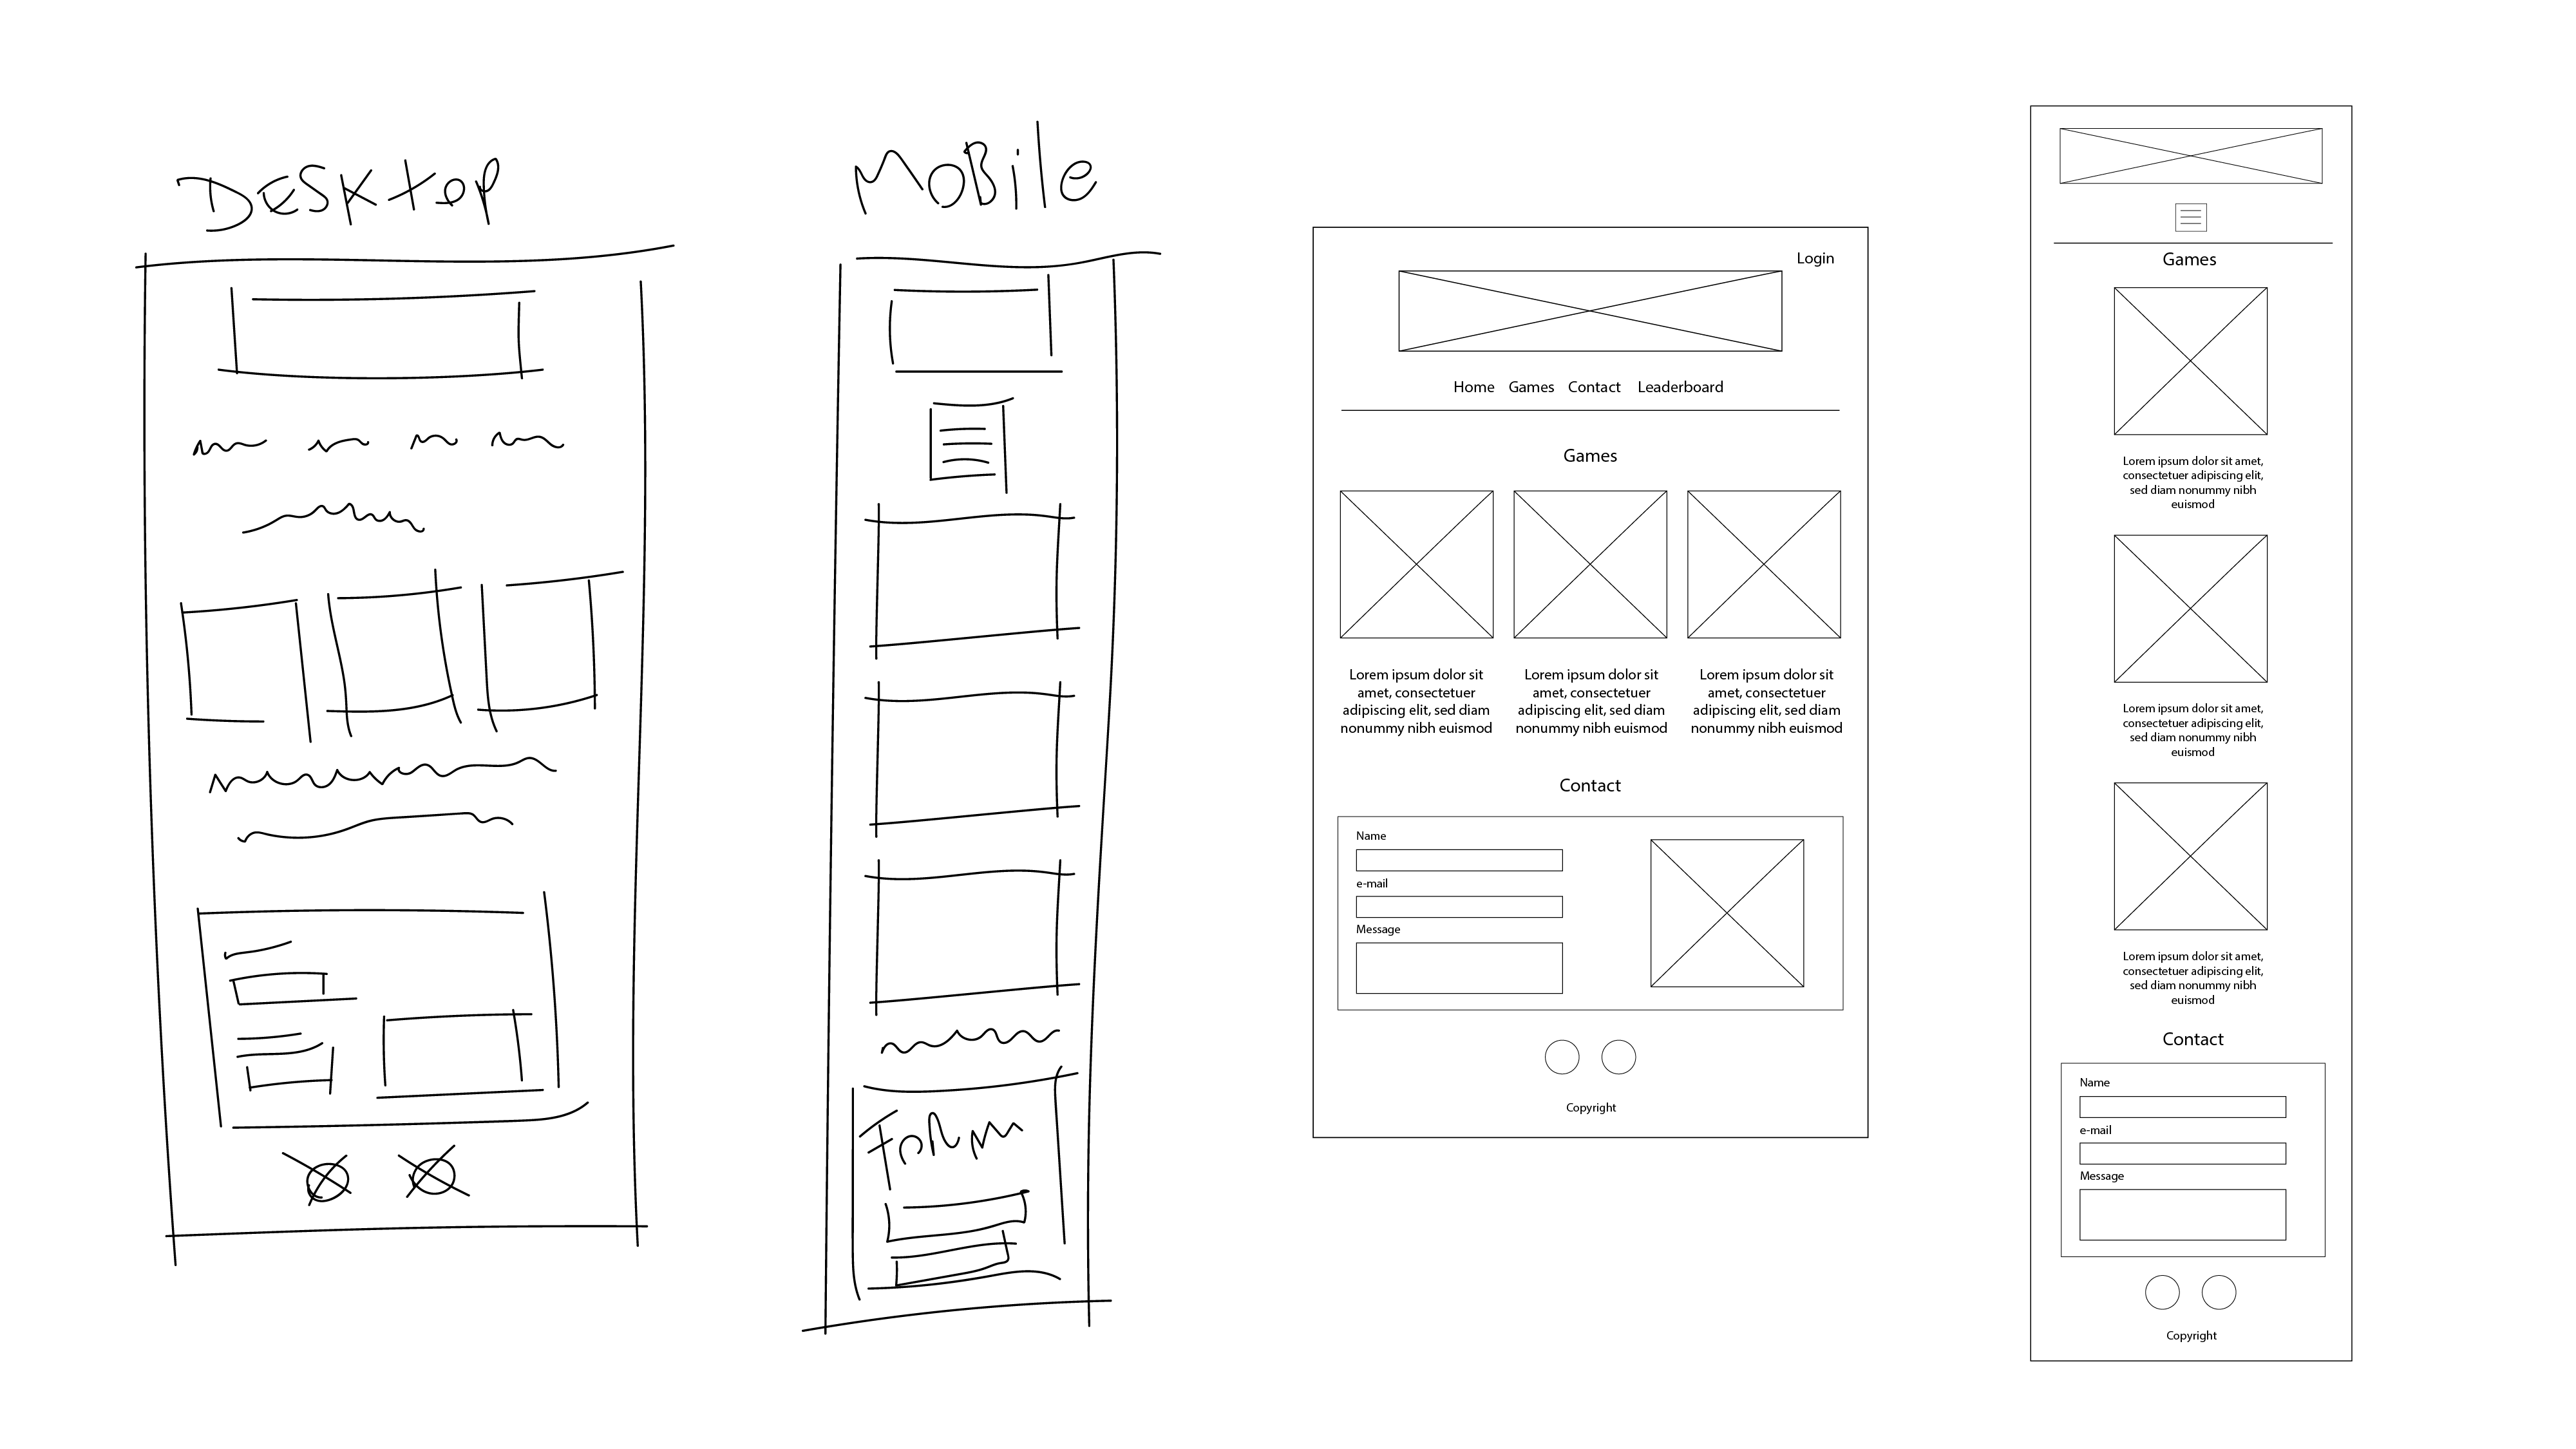 Desktop
Mobile
Form
Login
Home Games Contact Leaderboard
Games
Lorem ipsum dolor sit
amet, consectetuer
adipiscing elit, sed diam
nonummy nibh euismod
Lorem ipsum dolor sit
amet, consectetuer
adipiscing elit, sed diam
nonummy nibh euismod
Lorem ipsum dolor sit
amet, consectetuer
adipiscing elit, sed diam
nonummy nibh euismod
Contact
Name
e-mail
Message
Copyright
Games
Lorem ipsum dolor sit amet,
consectetuer adipiscing elit,
sed diam nonummy nibh
euismod
Lorem ipsum dolor sit amet,
consectetuer adipiscing elit,
sed diam nonummy nibh
euismod
Lorem ipsum dolor sit amet,
consectetuer adipiscing elit,
sed diam nonummy nibh
euismod
Contact
Name
e-mail
Message
Copyright